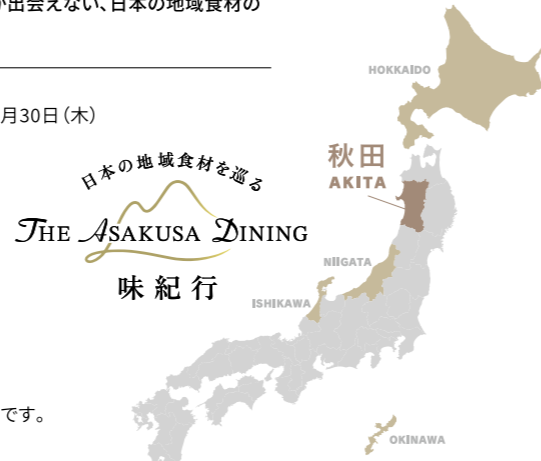 が出会えない、日本の地域食材の
月30日（木）
HOKKAIDO
秋田
AKITA
日本の地域食材を巡る
THE ASAKUSA DINING
味紀行
NIIGATA
ISHIKAWA
です。
OKINAWA